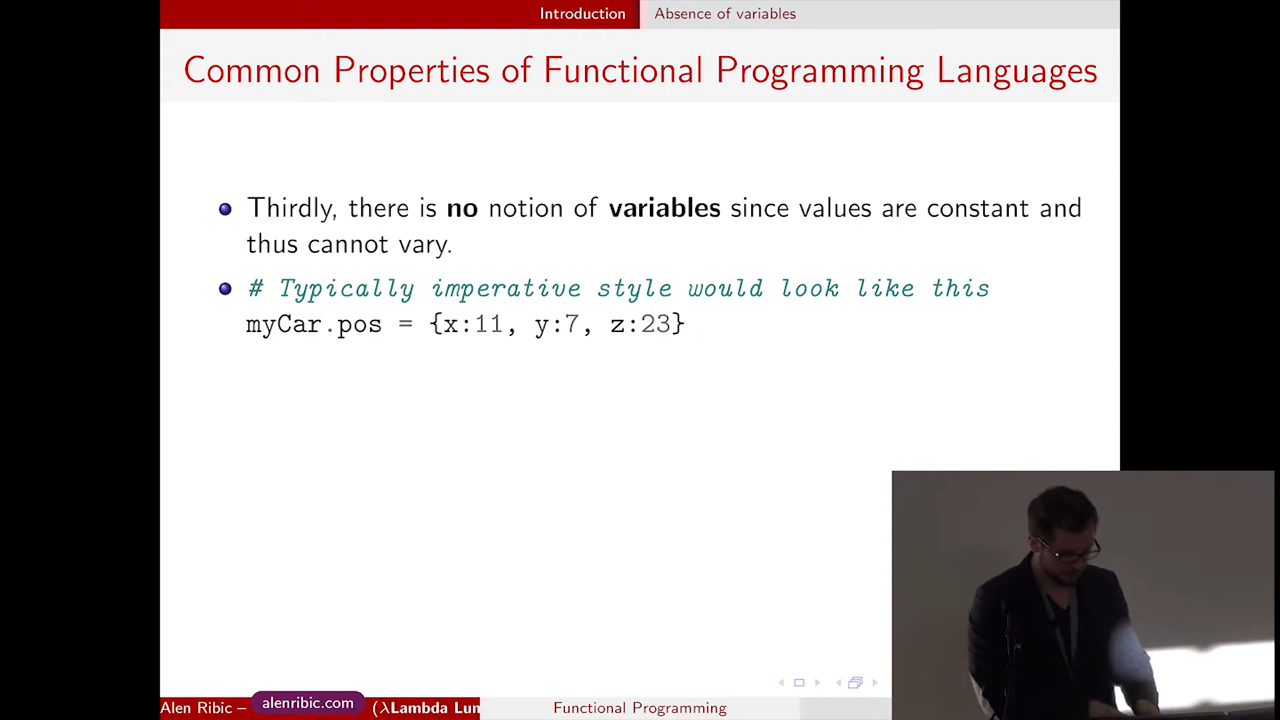 Introduction Absence of variables
Common Properties of Functional Programming Languages
Thirdly, there is no notion of variables since values are constant and
thus cannot vary.
# Typically imperative style would look like this
myCar.pos = {x:11, y:7, z:23}
Alen Ribic – alenribic.com (λLambda Lun Functional Programming